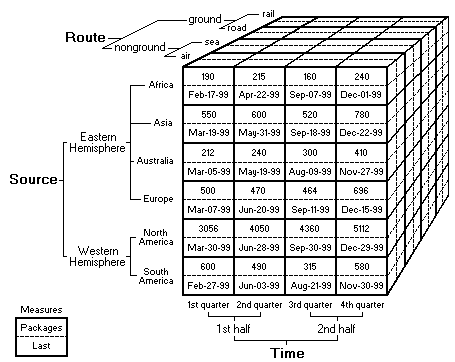 rail
ground
road
Route
sea
nonground
air
190 215 160 240
Africa
Feb-17-99 Apr-22-99 Sep-07-99 Dec-01-99
550 600 520 780
Asia
Mar-19-99 May-31-99 Sep-18-99 Dec-22-99
Eastern
Hemisphere
212 240 300 410
Australia
Mar-05-99 May-19-99 Aug-09-99 Nov-27-99
Source
500 470 464 696
Europe
Mar-07-99 Jun-20-99 Sep-11-99 Dec-15-99
North
America
3056 4050 4360 5112
Mar-30-99 Jun-28-99 Sep-30-99 Dec-29-99
Western
Hemisphere
South
America
600 490 315 580
Feb-27-99 Jun-03-99 Aug-21-99 Nov-30-99
1st quarter 2nd quarter 3rd quarter 4th quarter
1st half 2nd half
Time
Measures
Packages
Last